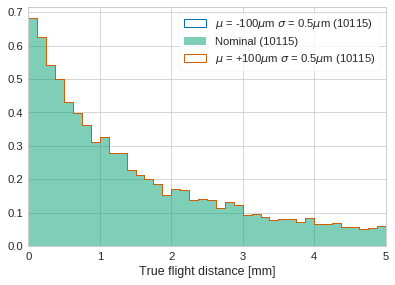 0.7
0.6
0.5
0.4
0.3
0.2
0.1
0.0
μ = -100μm σ = 0.5μm (10115)
Nominal (10115)
μ = +100μm σ = 0.5μm (10115)
0 1 2 3 4 5
True flight distance [mm]